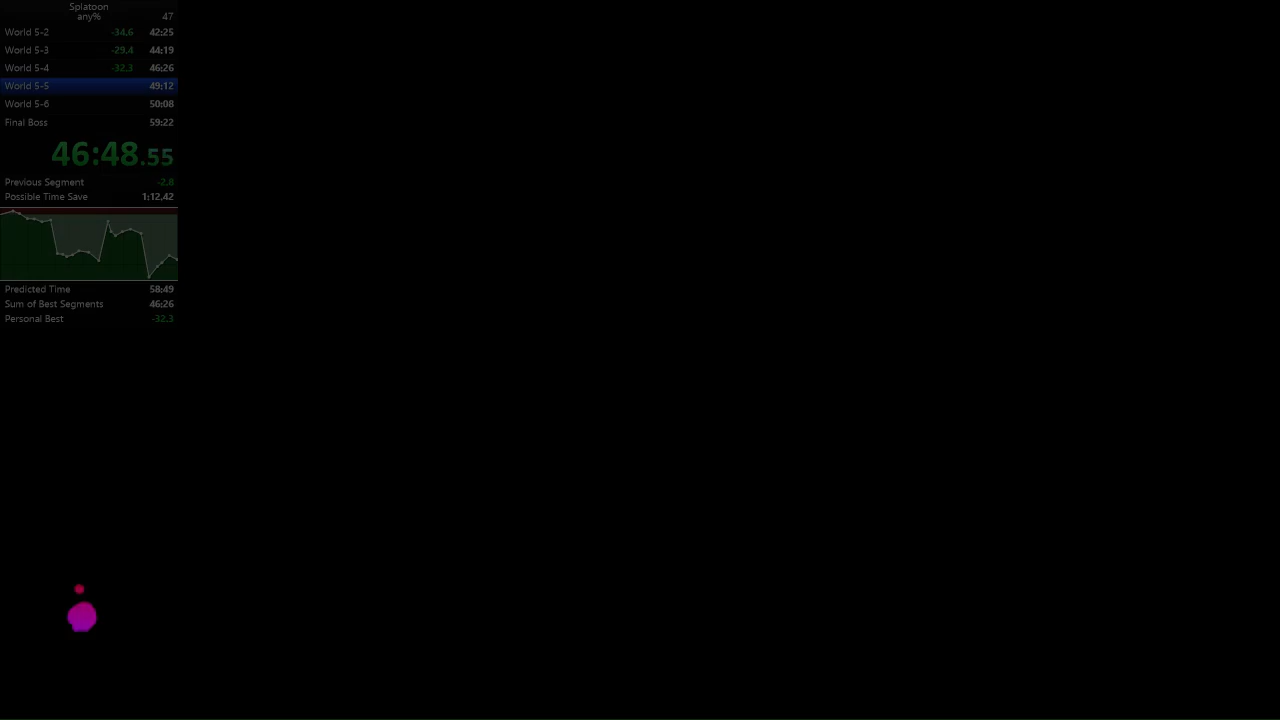 Splatoon
any% 47
World 5-2 -34.6 42:25
World 5-3 -29.4 44:19
World 5-4 -32.3 46:26
World 5-5 49:12
World 5-6 50:08
Final Boss 59:22
46:48.55
Previous Segment -2.8
Possible Time Save 1:12.42
Predicted Time 58:49
Sum of Best Segments 46:26
Personal Best -32.3